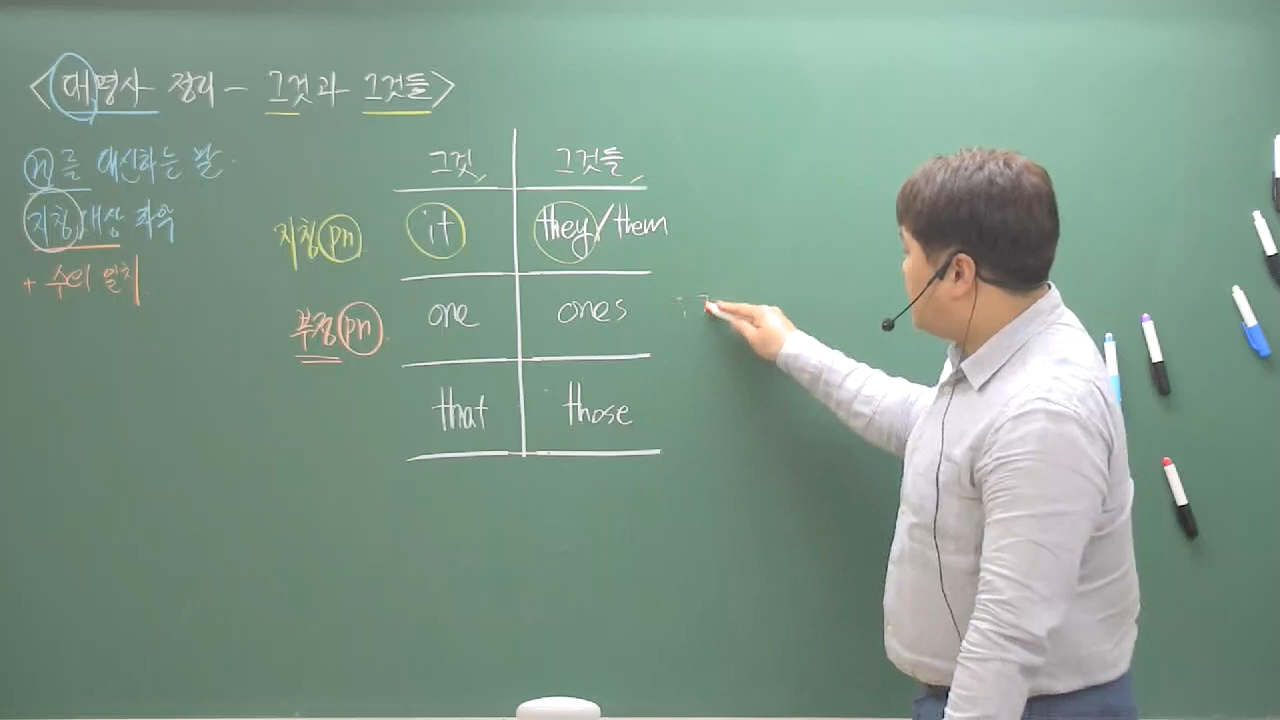 <대명사 정리 - 그것과 그것들>
n를 대신하는 말.
지칭대상 파악
+ 수의 일치
그것, 그것들,
지칭 pn. it they/them
부정 pn. one ones
that those